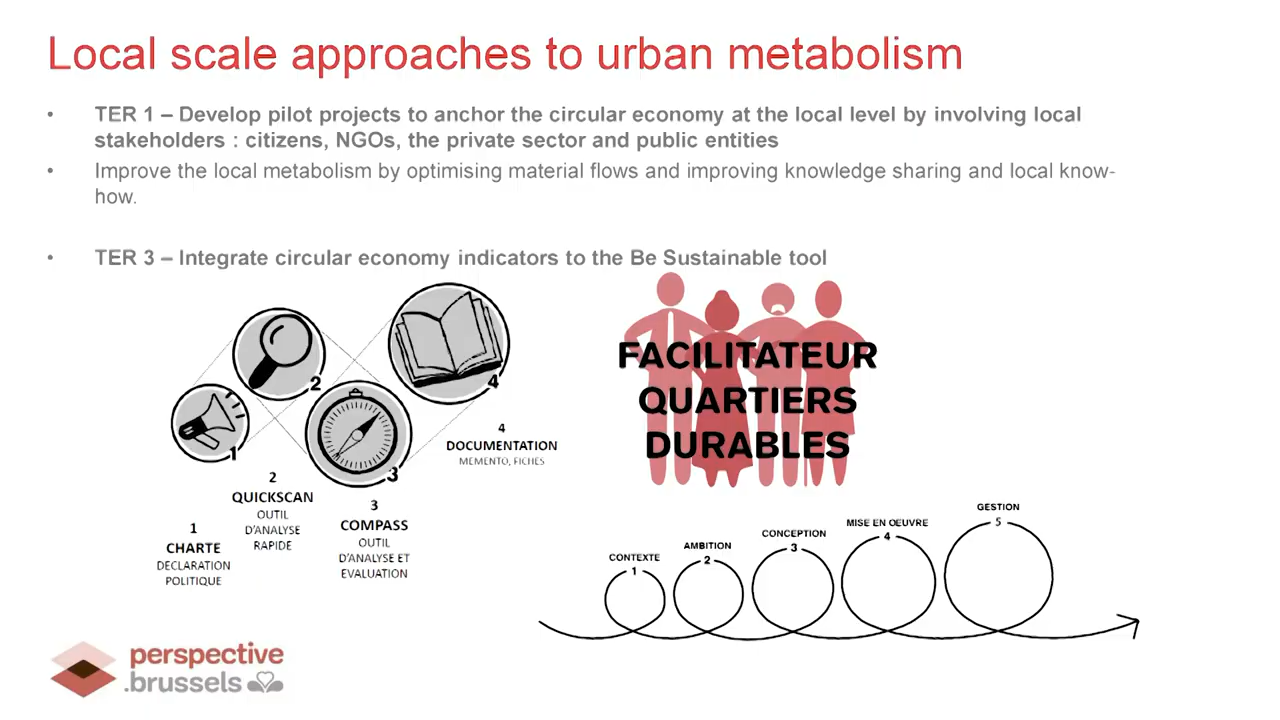 Local scale approaches to urban metabolism
• TER 1 – Develop pilot projects to anchor the circular economy at the local level by involving local
stakeholders : citizens, NGOs, the private sector and public entities
• Improve the local metabolism by optimising material flows and improving knowledge sharing and local know-
how.
• TER 3 – Integrate circular economy indicators to the Be Sustainable tool
1
2
3
4
1
CHARTE
DECLARATION
POLITIQUE
2
QUICKSCAN
OUTIL
D'ANALYSE
RAPIDE
3
COMPASS
OUTIL
D'ANALYSE ET
EVALUATION
4
DOCUMENTATION
MEMENTO, FICHES
FACILITATEUR
QUARTIERS
DURABLES
CONTEXTE
1
AMBITION
2
CONCEPTION
3
MISE EN OEUVRE
4
GESTION
5
perspective
.brussels